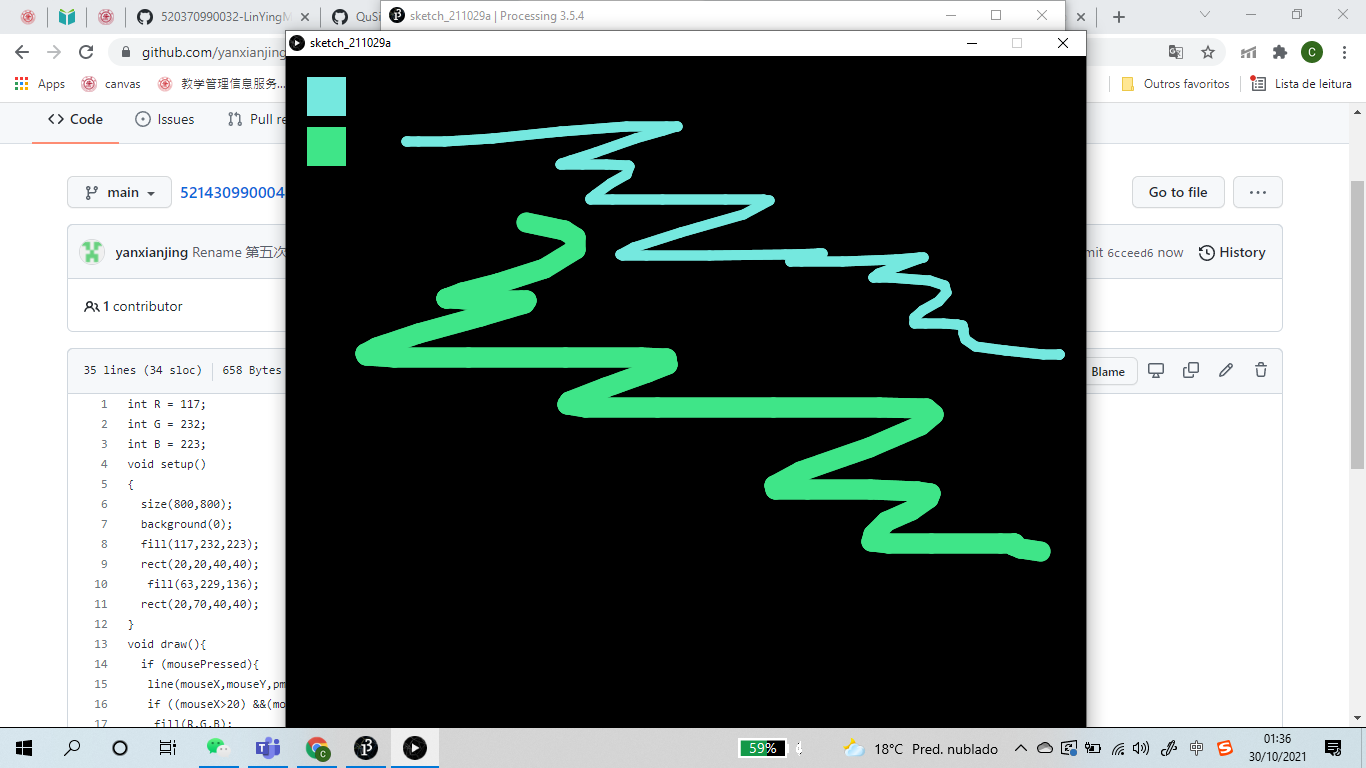 520370990032-LinYingM
QuSi
sketch_211029a | Processing 3.5.4
github.com/yanxianjing
sketch_211029a
Apps
canvas
教学管理信息服务...
Outros favoritos
Lista de leitura
Code
Issues
Pull re
main
521430990004
Go to file
...
yanxianjing Rename 第五次
mit 6cceed6 now
History
1 contributor
35 lines (34 sloc)
658 Bytes
Blame
1 int R = 117;
2 int G = 232;
3 int B = 223;
4 void setup()
5 {
6 size(800,800);
7 background(0);
8 fill(117,232,223);
9 rect(20,20,40,40);
10 fill(63,229,136);
11 rect(20,70,40,40);
12 }
13 void draw(){
14 if (mousePressed){
15 line(mouseX,mouseY,pm
16 if ((mouseX>20) &&(mo
17 fill(R,G,B);
59%
18°C Pred. nublado
中
01:36
30/10/2021